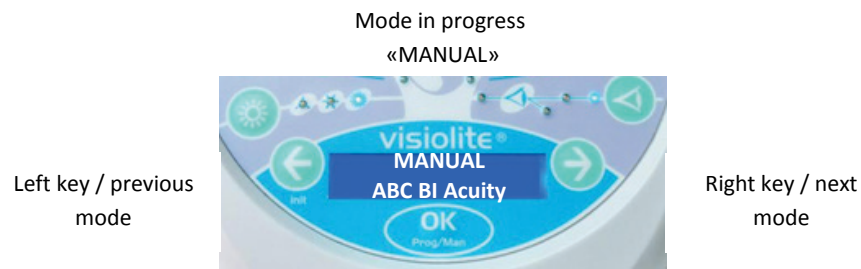 Mode in progress
«MANUAL»
visiolite®
MANUAL
ABC BI Acuity
Left key / previous
mode
Right key / next
mode
Init
OK
Prog/Man